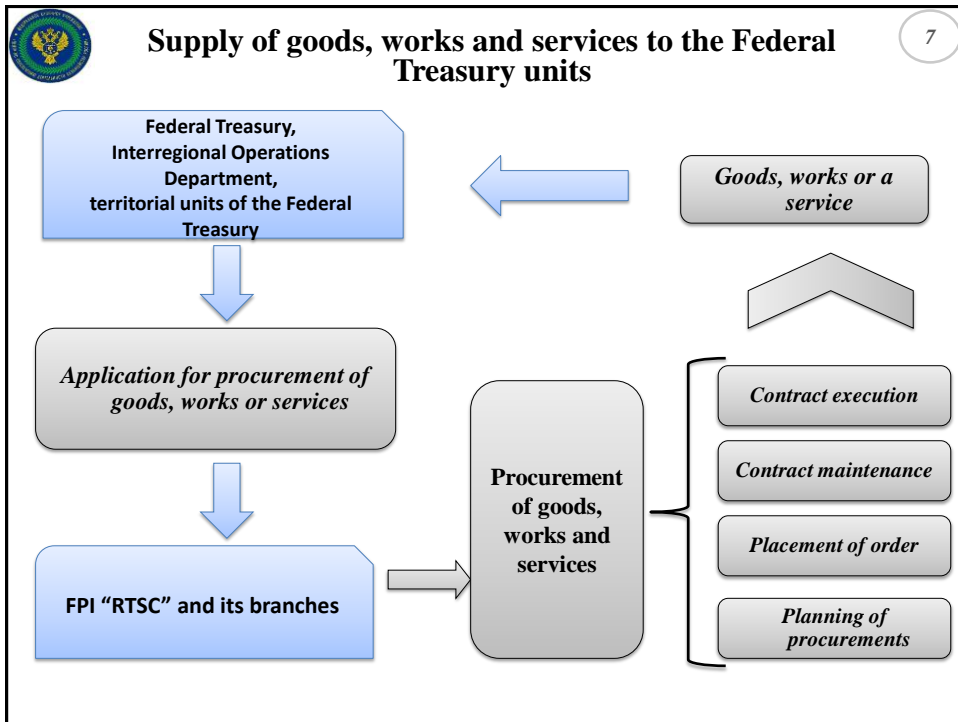 Supply of goods, works and services to the Federal
Treasury units
7
Federal Treasury,
Interregional Operations
Department,
territorial units of the Federal
Treasury
Goods, works or a
service
Application for procurement of
goods, works or services
Procurement
of goods,
works and
services
Contract execution
Contract maintenance
Placement of order
Planning of
procurements
FPI “RTSC” and its branches